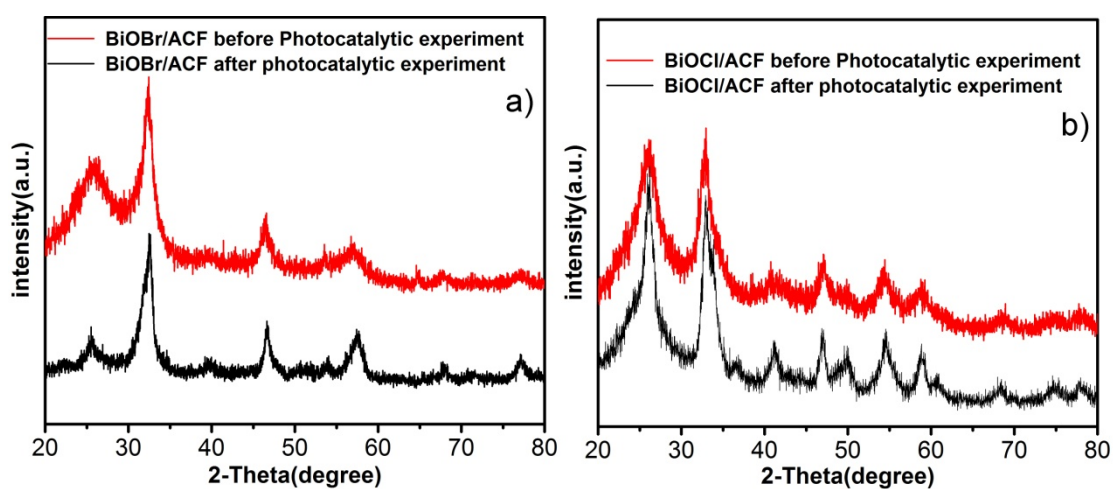 BiOBr/ACF before Photocatalytic experiment
BiOBr/ACF after photocatalytic experiment
a)
intensity(a.u.)
20 30 40 50 60 70 80
2-Theta(degree)
BiOCl/ACF before Photocatalytic experiment
BiOCl/ACF after photocatalytic experiment
b)
intensity(a.u.)
20 30 40 50 60 70 80
2-Theta(degree)